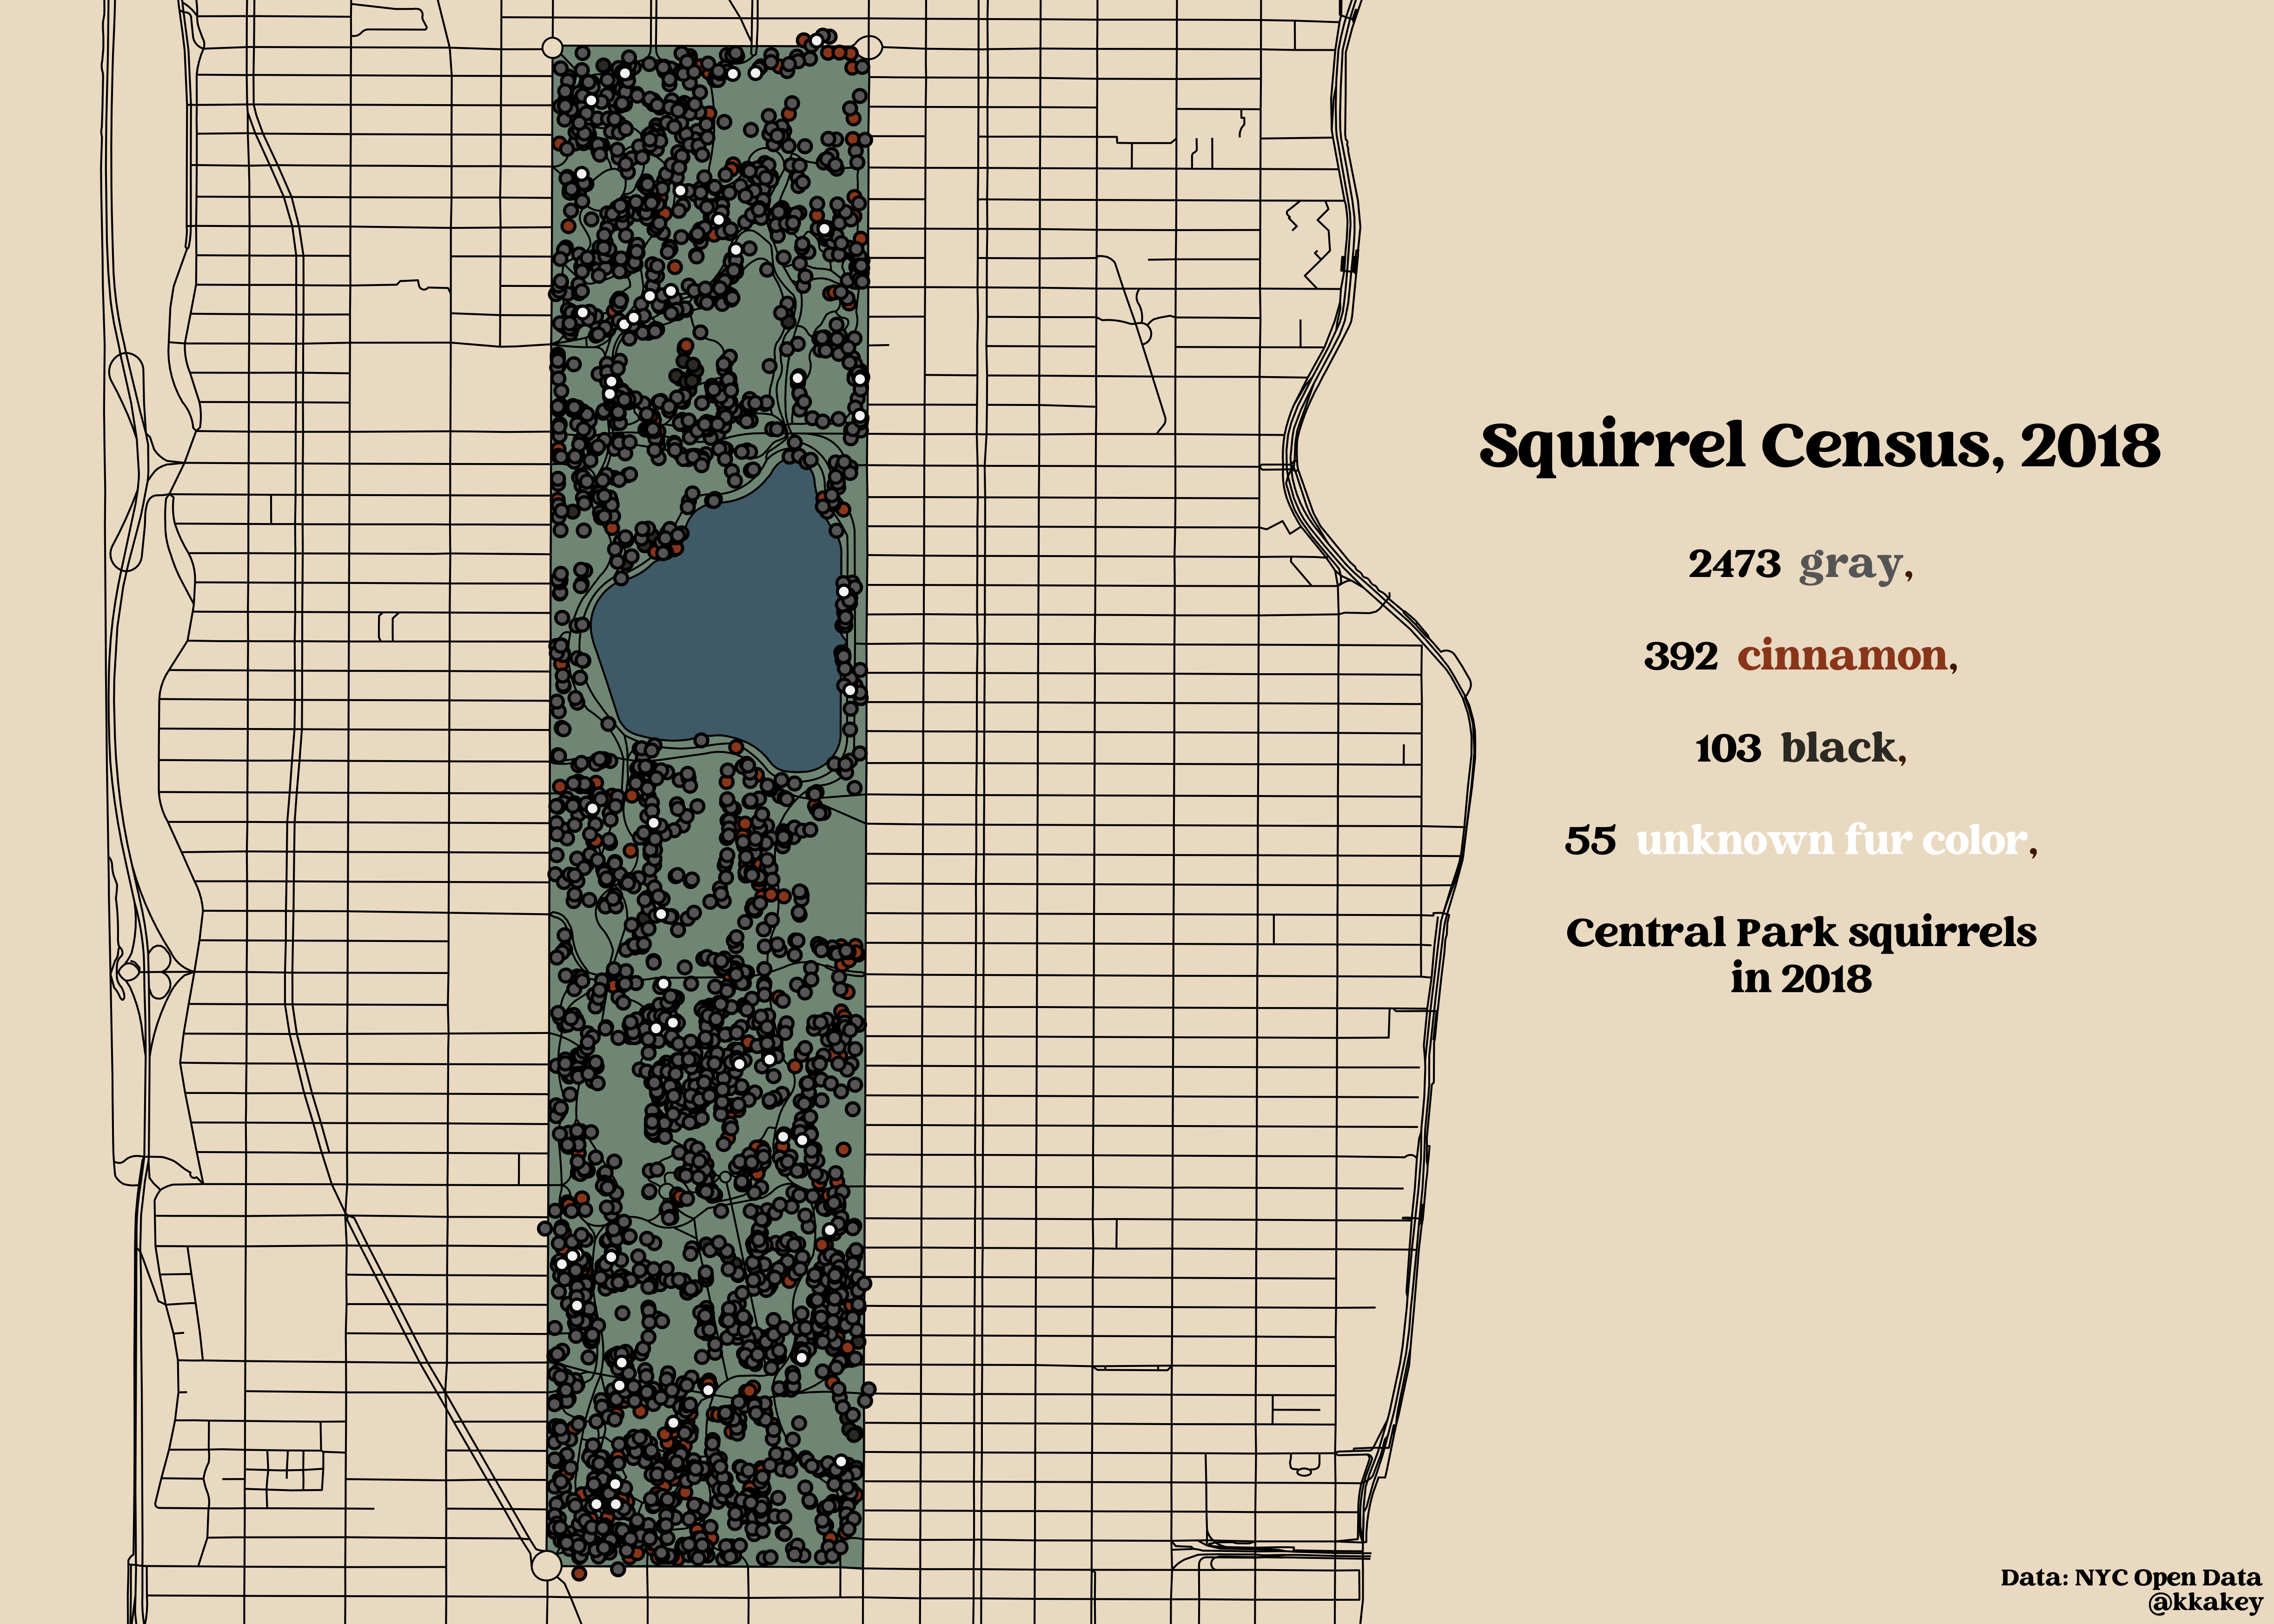 Squirrel Census, 2018
2473 gray,
392 cinnamon,
103 black,
55 unknown fur color,
Central Park squirrels
in 2018
Data: NYC Open Data
@kkakey